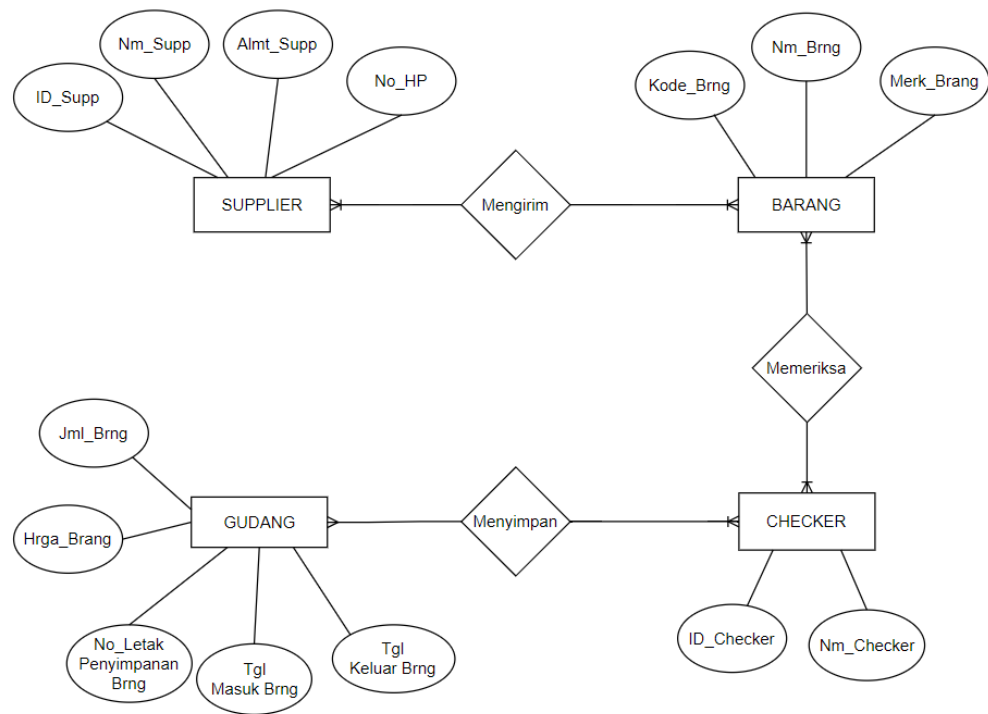 Nm_Supp
Almt_Supp
Nm_Brng
No_HP
Kode_Brng
Merk_Brang
ID_Supp
SUPPLIER
Mengirim
BARANG
Memeriksa
Jml_Brng
GUDANG
Menyimpan
CHECKER
Hrga_Brang
No_Letak
Penyimpanan
Brng
Tgl
Masuk Brng
Tgl
Keluar Brng
ID_Checker
Nm_Checker